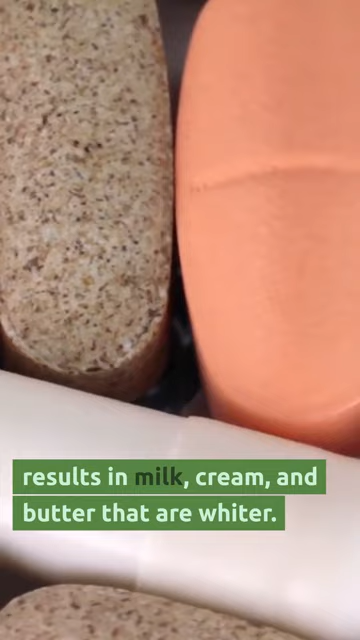 results in milk, cream, and
butter that are whiter.